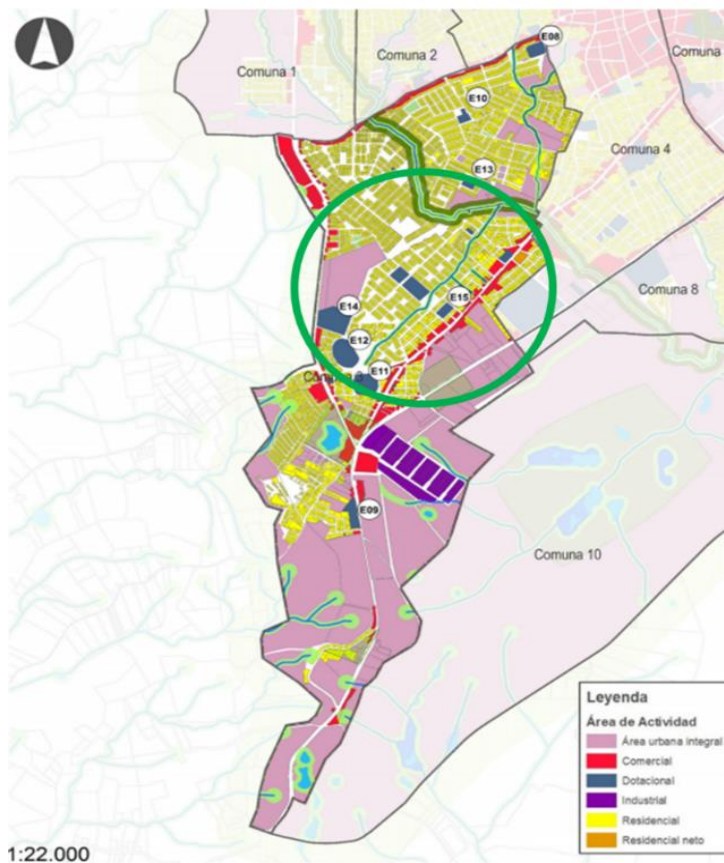 E08
Comuna 2
Comuna
Comuna 1
E10
Comuna 4
E13
Comuna 8
E14
E15
E12
E11
E09
Comuna 10
Leyenda
Área de Actividad
Área urbana integral
Comercial
Dotacional
Industrial
Residencial
Residencial neto
1:22.000